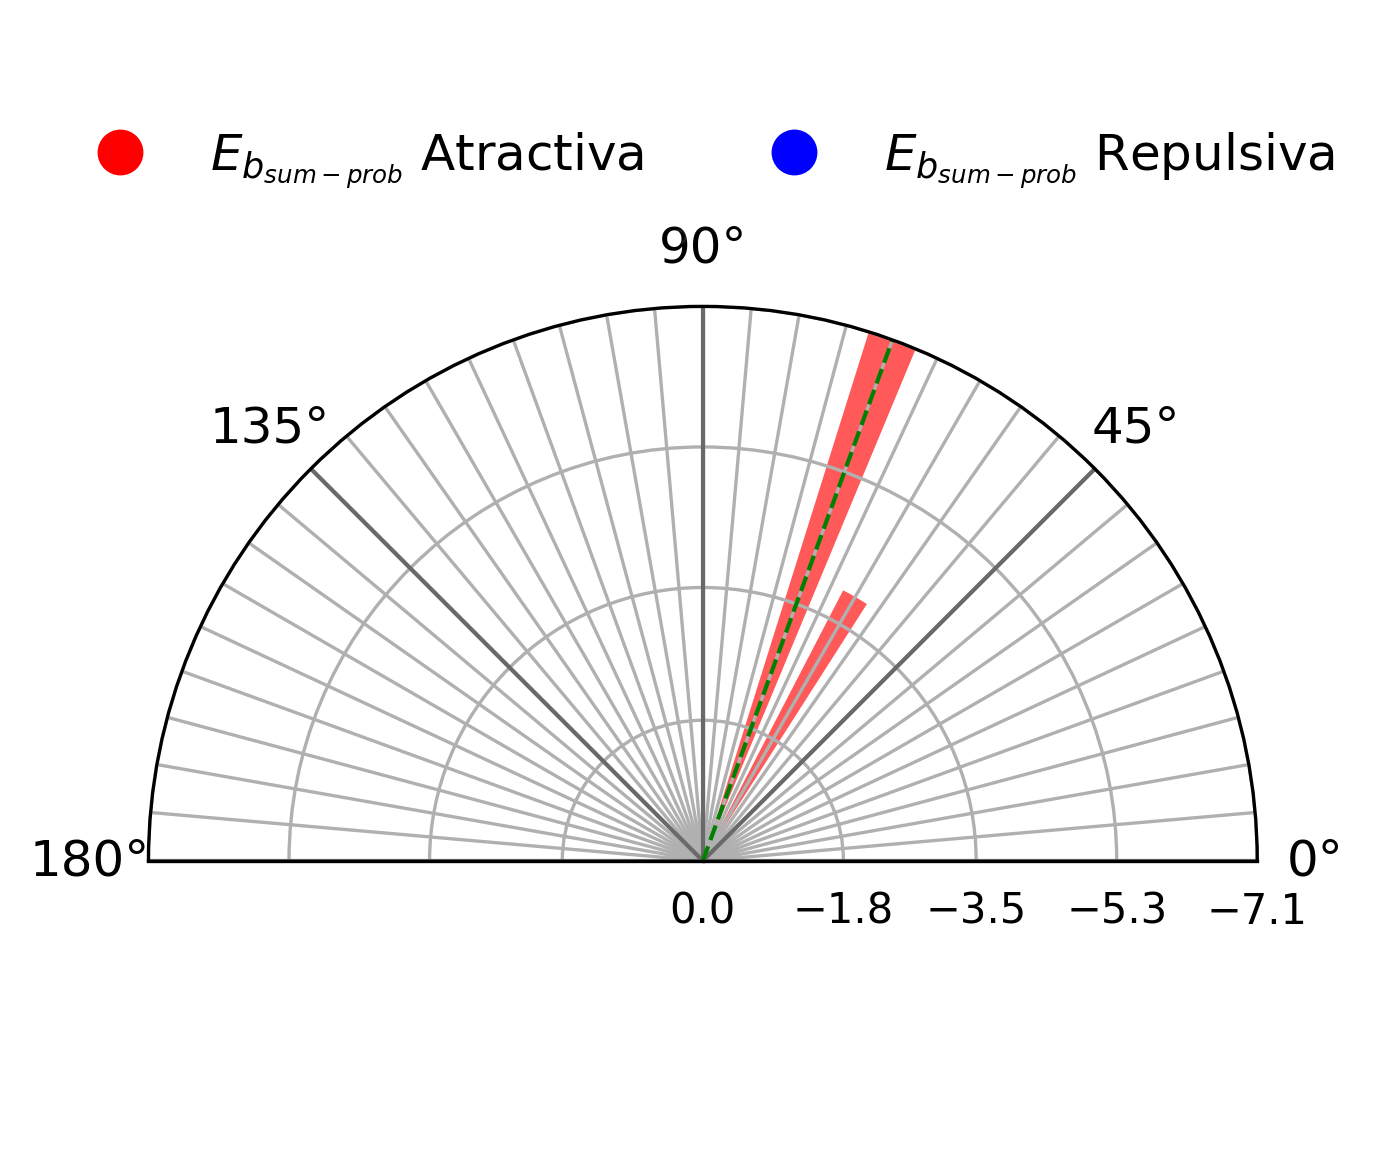 E_{b_{sum−prob}} Atractiva E_{b_{sum−prob}} Repulsiva
90°
135° 45°
180° 0°
0.0 −1.8 −3.5 −5.3 −7.1